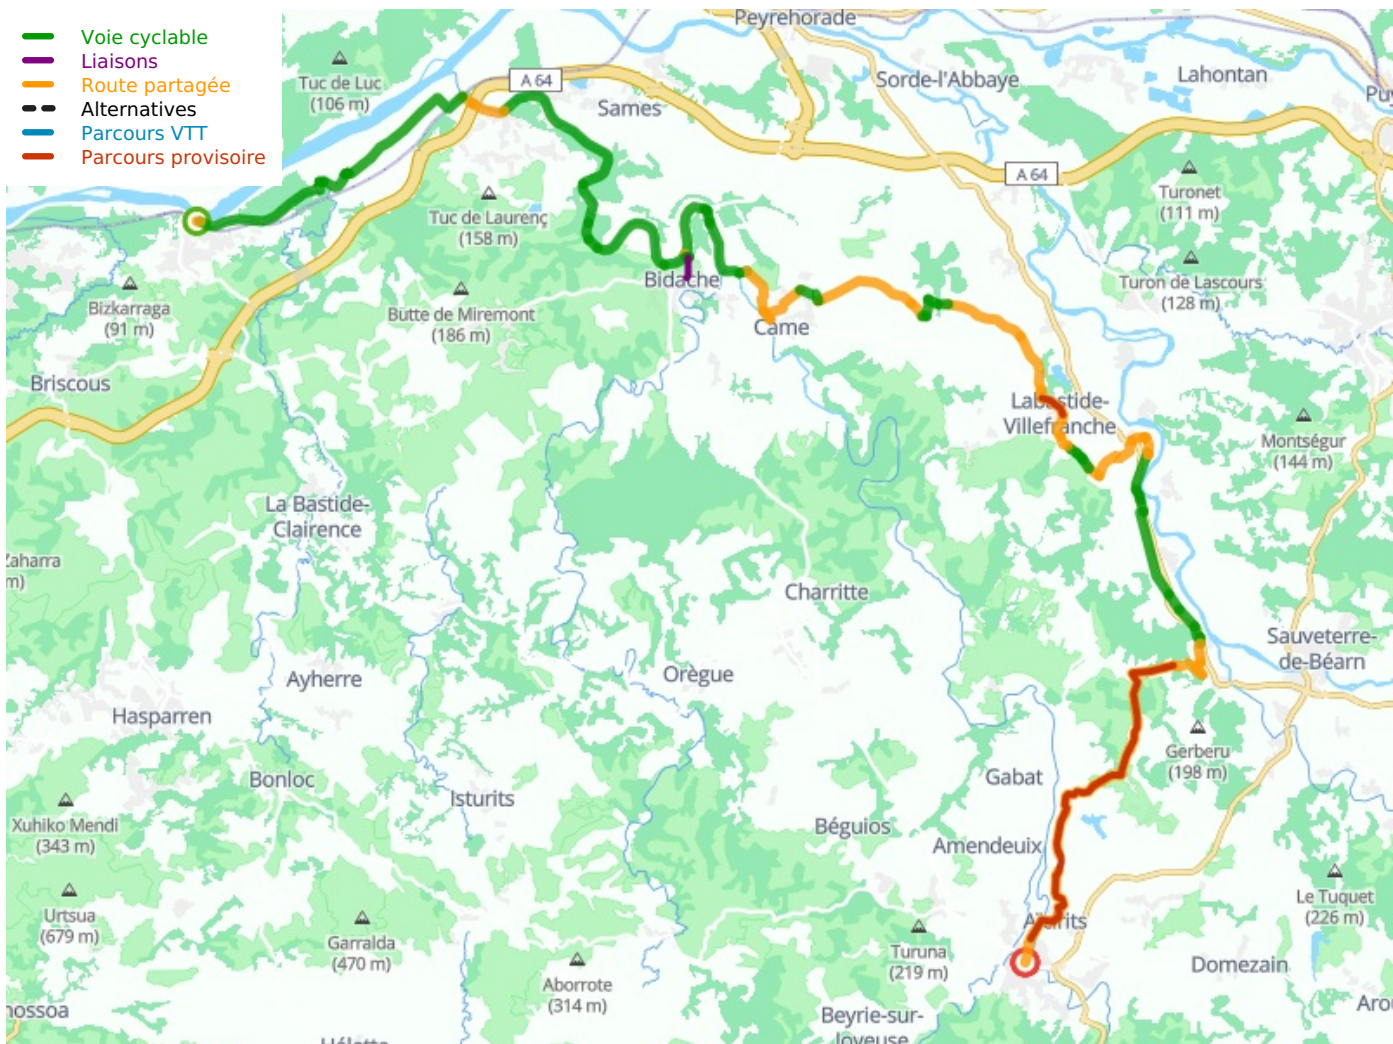 Voie cyclable
Liaisons
Route partagée
Alternatives
Parcours VTT
Parcours provisoire
Peyrehorade
Tuc de Luc
(106 m)
A 64
Sames
Sorde-l'Abbaye
Lahontan
A 64
Turonet
(111 m)
Tuc de Laurenç
(158 m)
Bidache
Turon de Lascours
(128 m)
Bizkarraga
(91 m)
Butte de Miremont
(186 m)
Came
Briscous
Labastide-
Villefranche
Montségur
(144 m)
La Bastide-
Clairence
Zaharra
m)
Charritte
Sauveterre-
de-Béarn
Ayherre
Orègue
Hasparren
Gerberu
(198 m)
Bonloc
Gabat
Isturits
Xuhiko Mendi
(343 m)
Béguios
Amendeuix
Urtsua
(679 m)
Garralda
(470 m)
Le Tuquet
(226 m)
Turuna
(219 m)
Domezain
Aborrote
(314 m)
Beyrie-sur-
Joyeuse